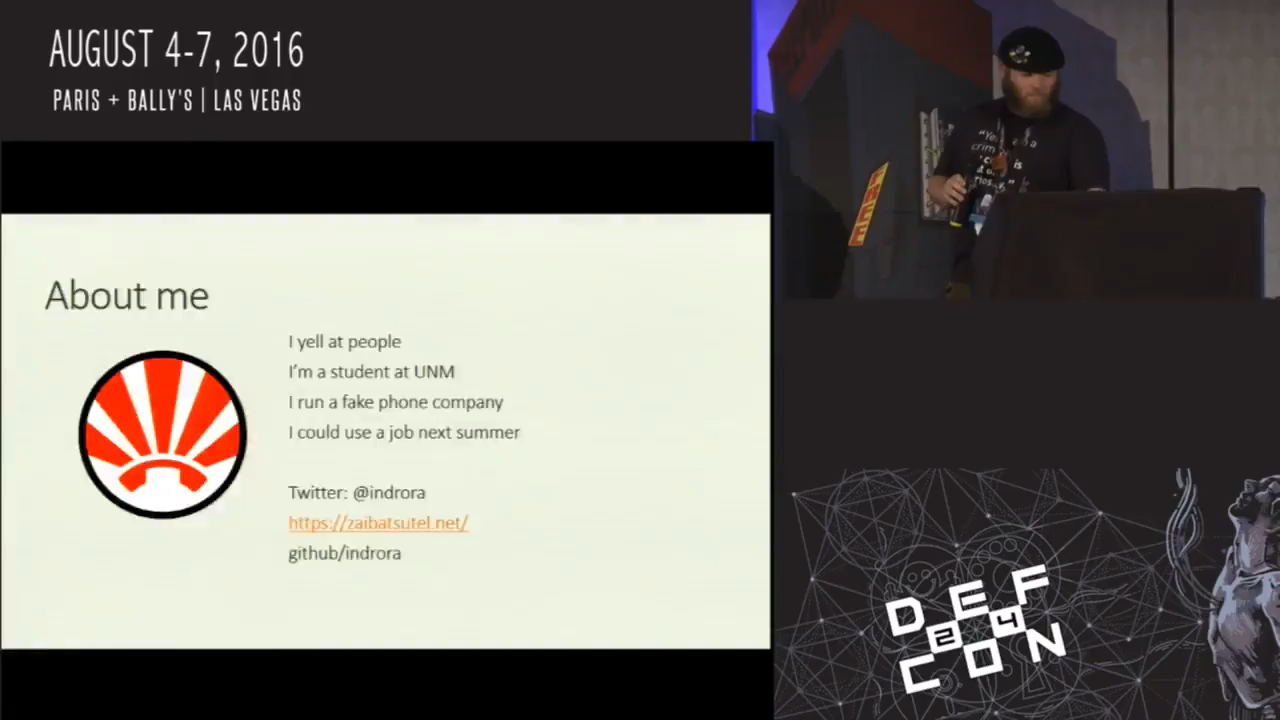 AUGUST 4-7, 2016
PARIS + BALLY'S | LAS VEGAS
About me
I yell at people
I'm a student at UNM
I run a fake phone company
I could use a job next summer
Twitter: @indrora
https://zaibatsutel.net/
github/indrora
FREE
DEF
24
CON